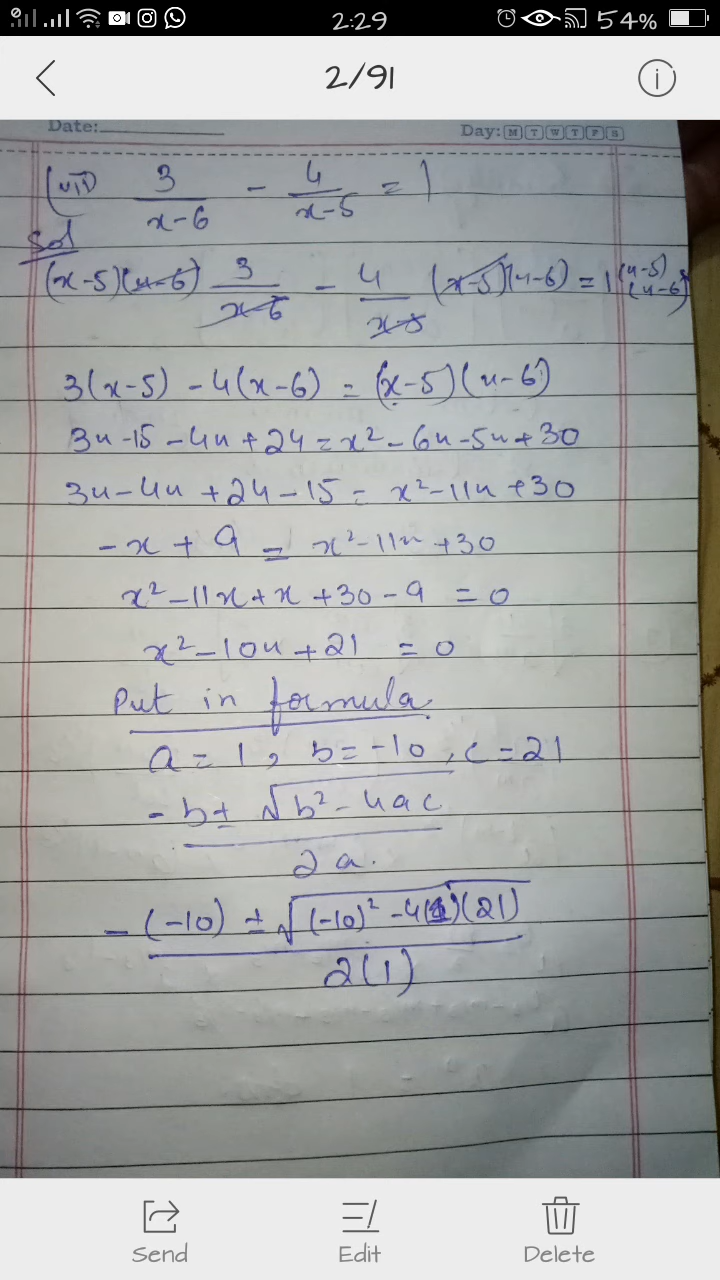 2:29 54%
2/91
Date: Day: M T W T F S
(vii) 3/(x-6) - 4/(x-5) = 1
Sol
(x-5)(x-6) 3/(x-6) - 4/(x-5) (x-5)(x-6) = 1 (x-5)(x-6)
3(x-5) - 4(x-6) = (x-5)(x-6)
3x-15-4x+24 = x²-6x-5x+30
3x-4x+24-15 = x²-11x+30
-x+9 = x²-11x+30
x²-11x+x+30-9 = 0
x²-10x+21 = 0
Put in formula
a = 1, b = -10, c = 21
-b ± √b²-4ac
2a.
-(-10) ± √(-10)²-4(1)(21)
2(1)
Send Edit Delete